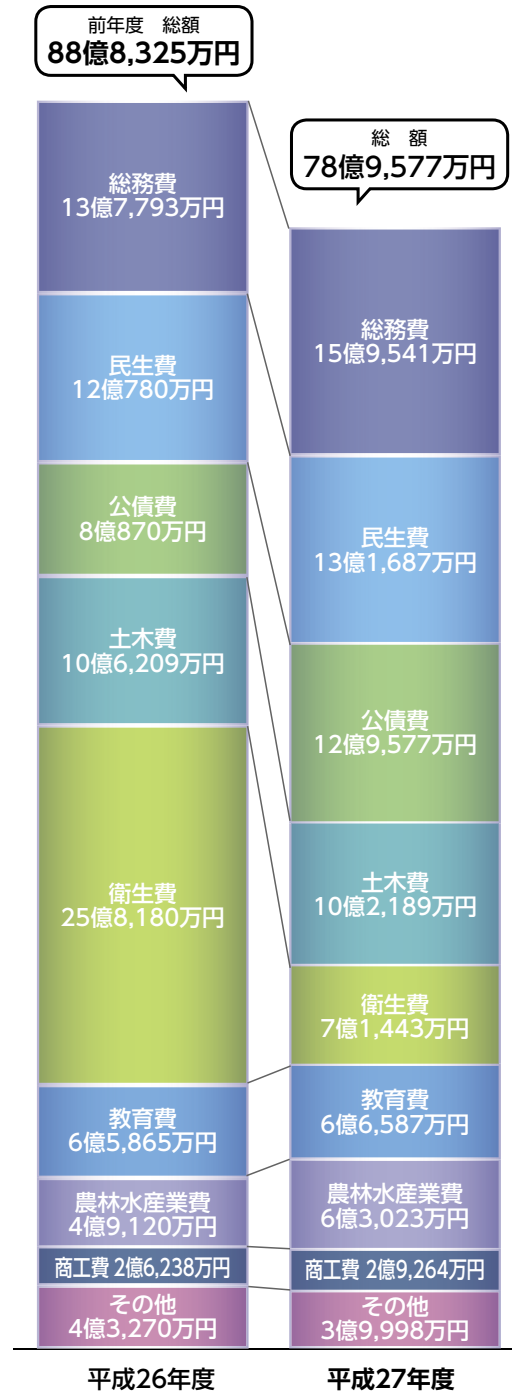 前年度 総額
88億8,325万円
総務費
13億7,793万円
民生費
12億780万円
公債費
8億870万円
土木費
10億6,209万円
衛生費
25億8,180万円
教育費
6億5,865万円
農林水産業費
4億9,120万円
商工費 2億6,238万円
その他
4億3,270万円
平成26年度
総 額
78億9,577万円
総務費
15億9,541万円
民生費
13億1,687万円
公債費
12億9,577万円
土木費
10億2,189万円
衛生費
7億1,443万円
教育費
6億6,587万円
農林水産業費
6億3,023万円
商工費 2億9,264万円
その他
3億9,998万円
平成27年度